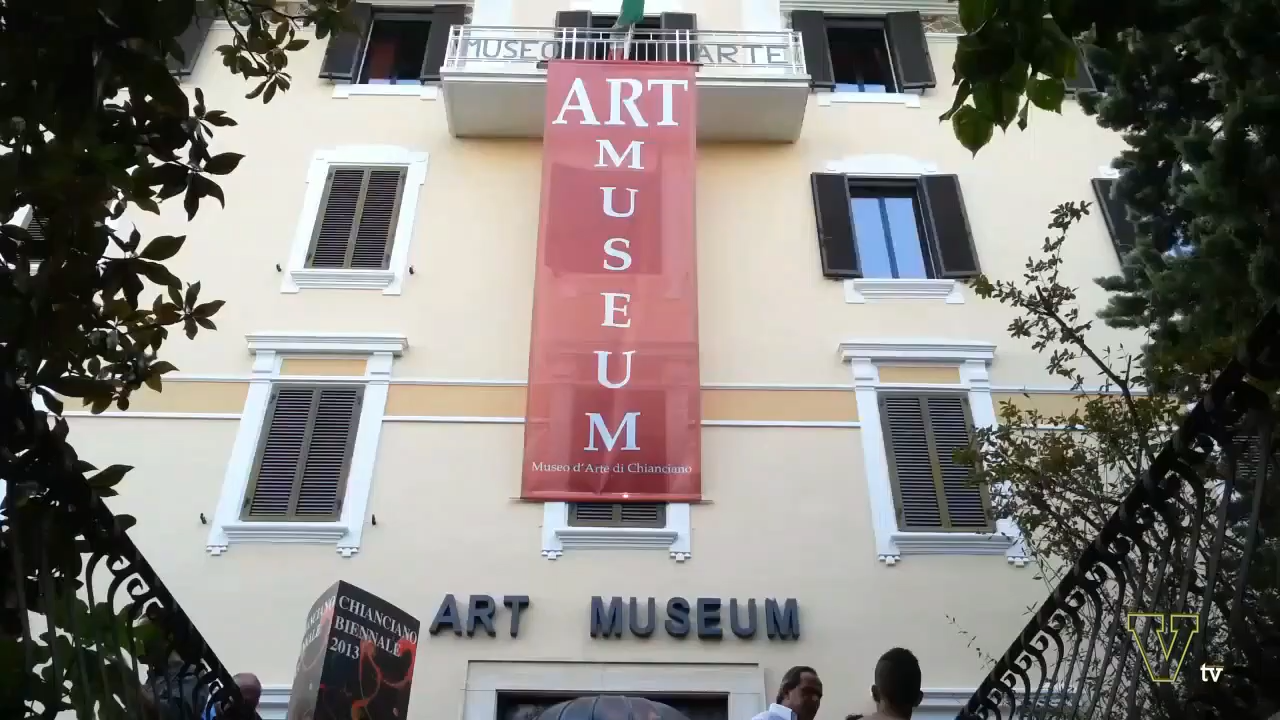 MUSEO ARTE
ART
MUSEUM
Museo d'Arte di Chianciano
ART MUSEUM
CHIANCIANO
BIENNALE
2013
V
tv